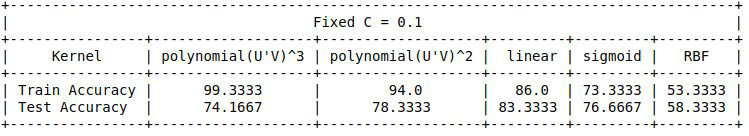 Fixed C = 0.1
Kernel | polynomial(U'V)^3 | polynomial(U'V)^2 | linear | sigmoid | RBF
Train Accuracy | 99.3333 | 94.0 | 86.0 | 73.3333 | 53.3333
Test Accuracy | 74.1667 | 78.3333 | 83.3333 | 76.6667 | 58.3333